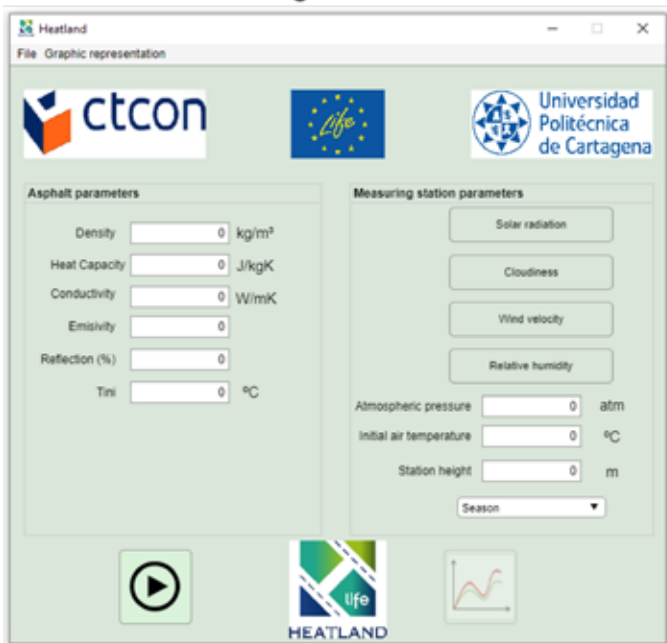 Heatland
File Graphic representation
ctcon
Life
Universidad
Politécnica
de Cartagena
Asphalt parameters
Density 0 kg/m³
Heat Capacity 0 J/kgK
Conductivity 0 W/mK
Emisivity 0
Reflection (%) 0
Tini 0 ºC
Measuring station parameters
Solar radiation
Cloudiness
Wind velocity
Relative humidity
Atmospheric pressure 0 atm
Initial air temperature 0 ºC
Station height 0 m
Season
life
HEATLAND